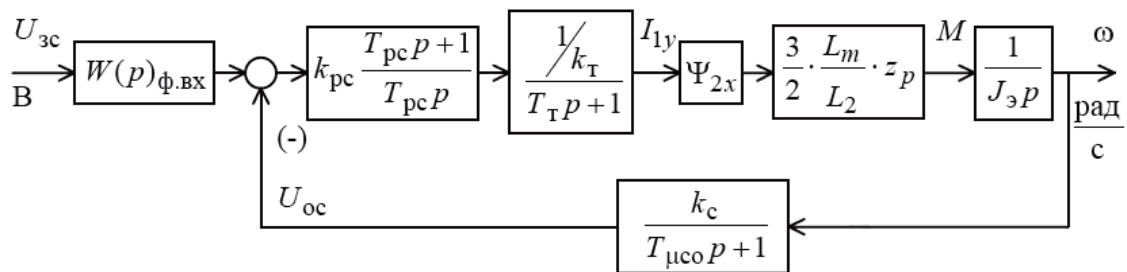 U_зс
В
W(p)_ф.вх
(-)
U_ос
k_рс (T_рс p + 1) / (T_рс p)
(1/k_т) / (T_т p + 1)
I_1y
Ψ_2x
3/2 · L_m/L_2 · z_p
M
1 / (J_э p)
ω
рад/с
k_с / (T_μсо p + 1)